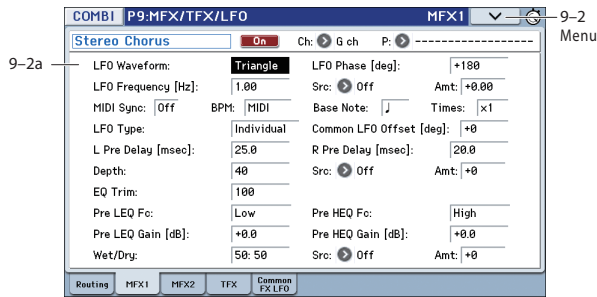 COMBI P9:MFX/TFX/LFO MFX1 9–2 Menu
Stereo Chorus On Ch: G ch P: ------------------
9–2a
LFO Waveform: Triangle LFO Phase [deg]: +180
LFO Frequency [Hz]: 1.00 Src: Off Amt: +0.00
MIDI Sync: Off BPM: MIDI Base Note: ♩ Times: x1
LFO Type: Individual Common LFO Offset [deg]: +0
L Pre Delay [msec]: 25.0 R Pre Delay [msec]: 20.0
Depth: 40 Src: Off Amt: +0
EQ Trim: 100
Pre LEQ Fc: Low Pre HEQ Fc: High
Pre LEQ Gain [dB]: +0.0 Pre HEQ Gain [dB]: +0.0
Wet/Dry: 50:50 Src: Off Amt: +0
Routing MFX1 MFX2 TFX Common FX LFO